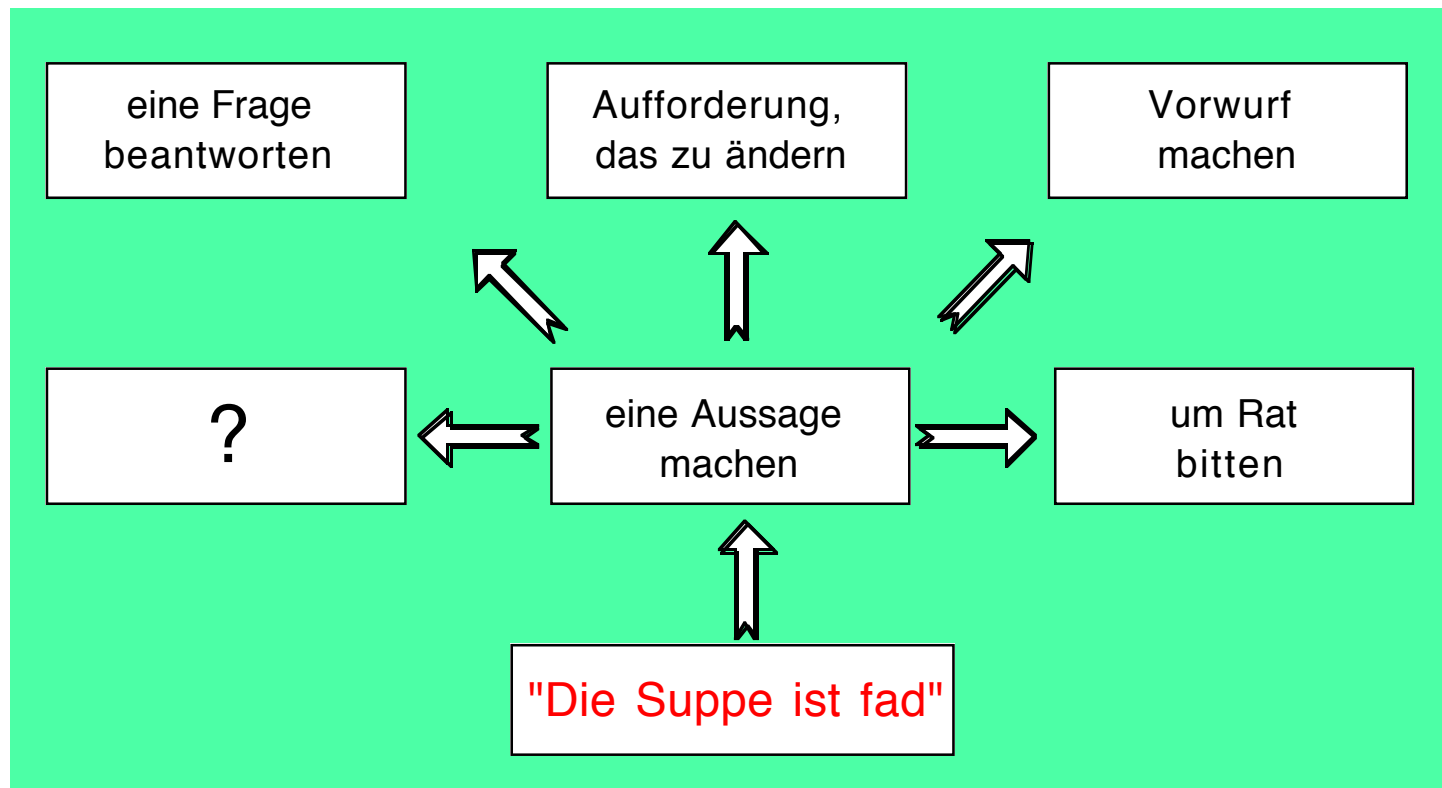 eine Frage
beantworten
Aufforderung,
das zu ändern
Vorwurf
machen
?
eine Aussage
machen
um Rat
bitten
"Die Suppe ist fad"